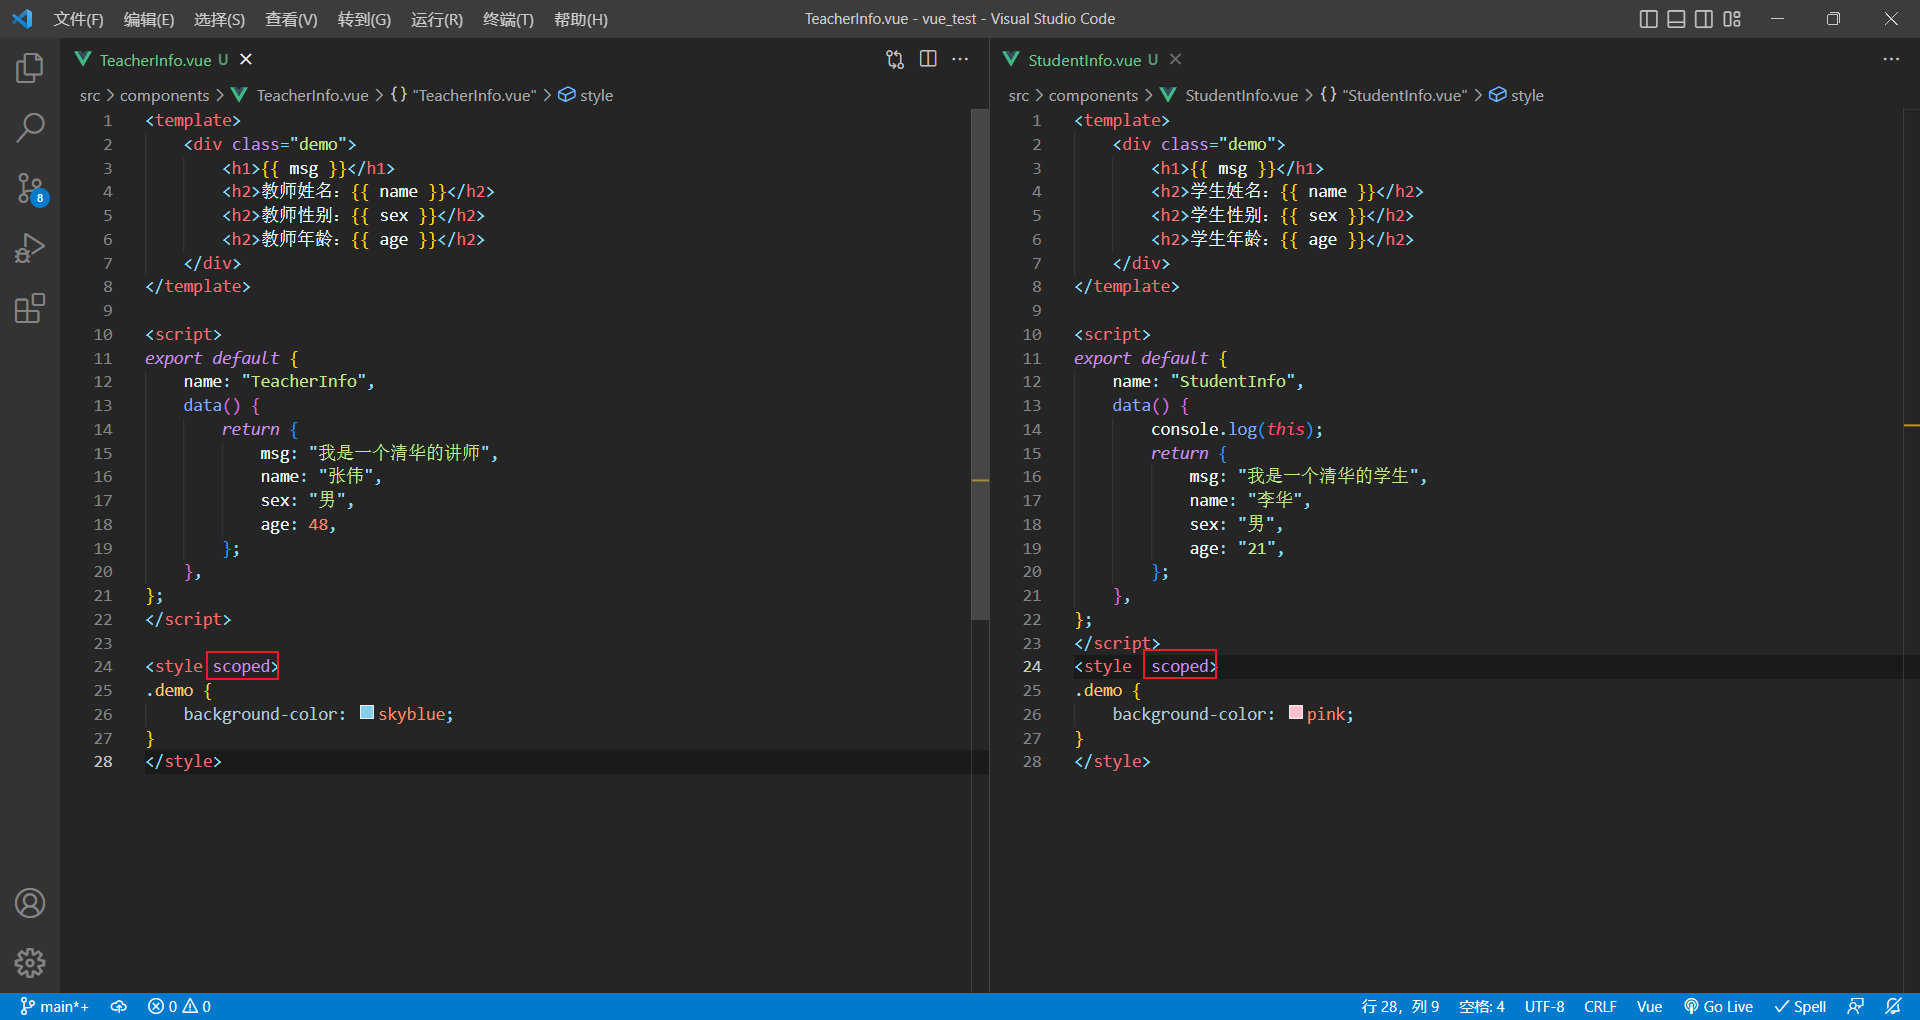 文件(F) 编辑(E) 选择(S) 查看(V) 转到(G) 运行(R) 终端(T) 帮助(H) TeacherInfo.vue - vue_test - Visual Studio Code
TeacherInfo.vue U
src > components > TeacherInfo.vue > {} "TeacherInfo.vue" > style
1 <template>
2 <div class="demo">
3 <h1>{{ msg }}</h1>
4 <h2>教师姓名: {{ name }}</h2>
5 <h2>教师性别: {{ sex }}</h2>
6 <h2>教师年龄: {{ age }}</h2>
7 </div>
8 </template>
9
10 <script>
11 export default {
12 name: "TeacherInfo",
13 data() {
14 return {
15 msg: "我是一个清华的讲师",
16 name: "张伟",
17 sex: "男",
18 age: 48,
19 };
20 },
21 };
22 </script>
23
24 <style scoped>
25 .demo {
26 background-color: skyblue;
27 }
28 </style>
StudentInfo.vue U
src > components > StudentInfo.vue > {} "StudentInfo.vue" > style
1 <template>
2 <div class="demo">
3 <h1>{{ msg }}</h1>
4 <h2>学生姓名: {{ name }}</h2>
5 <h2>学生性别: {{ sex }}</h2>
6 <h2>学生年龄: {{ age }}</h2>
7 </div>
8 </template>
9
10 <script>
11 export default {
12 name: "StudentInfo",
13 data() {
14 console.log(this);
15 return {
16 msg: "我是一个清华的学生",
17 name: "李华",
18 sex: "男",
19 age: "21",
20 };
21 },
22 };
23 </script>
24 <style scoped>
25 .demo {
26 background-color: pink;
27 }
28 </style>
8
main*+ 0 0 行 28, 列 9 空格: 4 UTF-8 CRLF Vue Go Live Spell